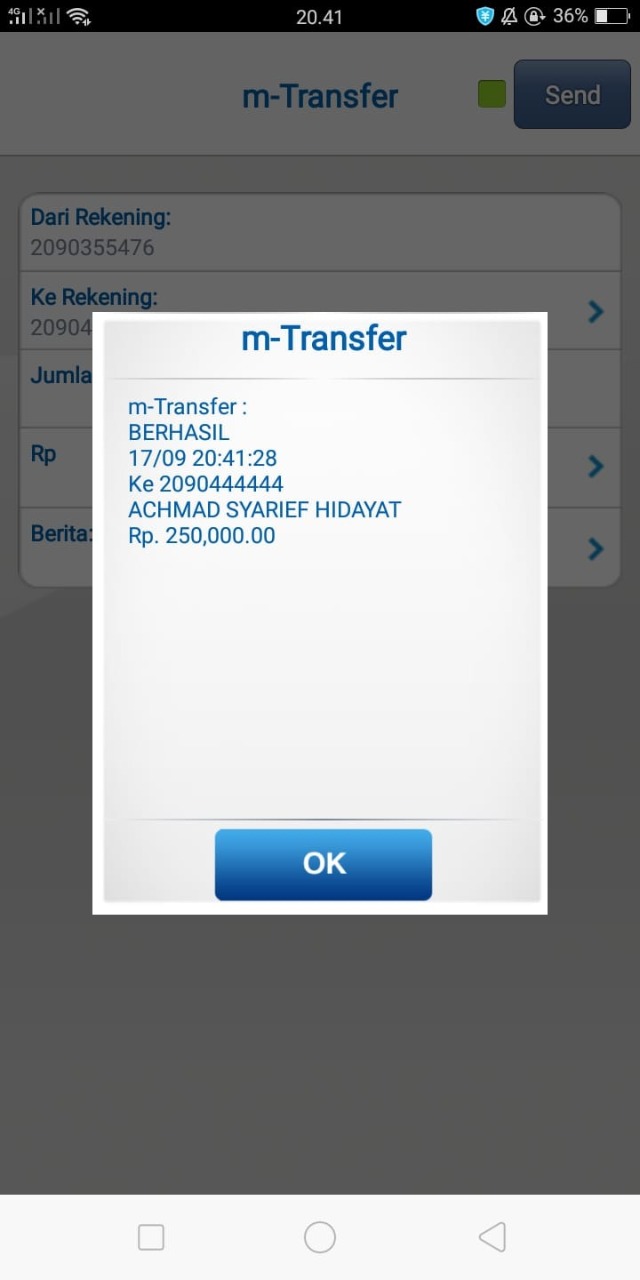 4G
20.41
36%
m-Transfer
Send
Dari Rekening:
2090355476
Ke Rekening:
20904
Jumla
Rp
Berita:
m-Transfer
m-Transfer :
BERHASIL
17/09 20:41:28
Ke 2090444444
ACHMAD SYARIEF HIDAYAT
Rp. 250,000.00
OK